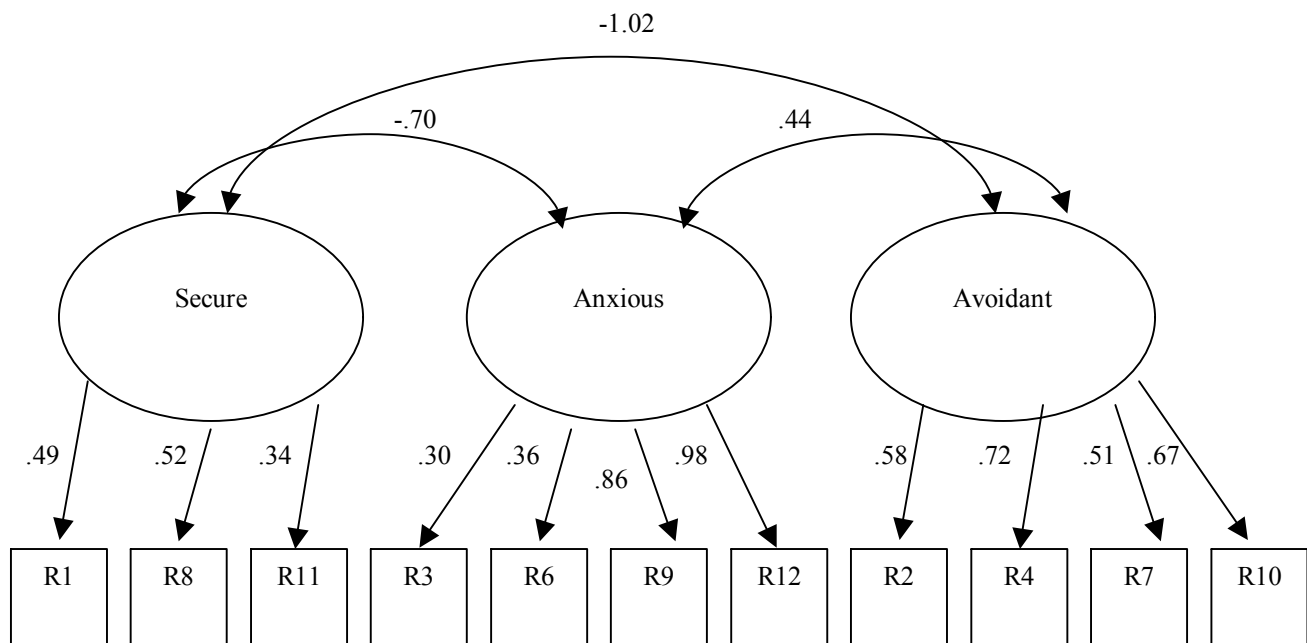 -1.02
-.70 .44
Secure Anxious Avoidant
.49 .52 .34 .30 .36 .86 .98 .58 .72 .51 .67
R1 R8 R11 R3 R6 R9 R12 R2 R4 R7 R10